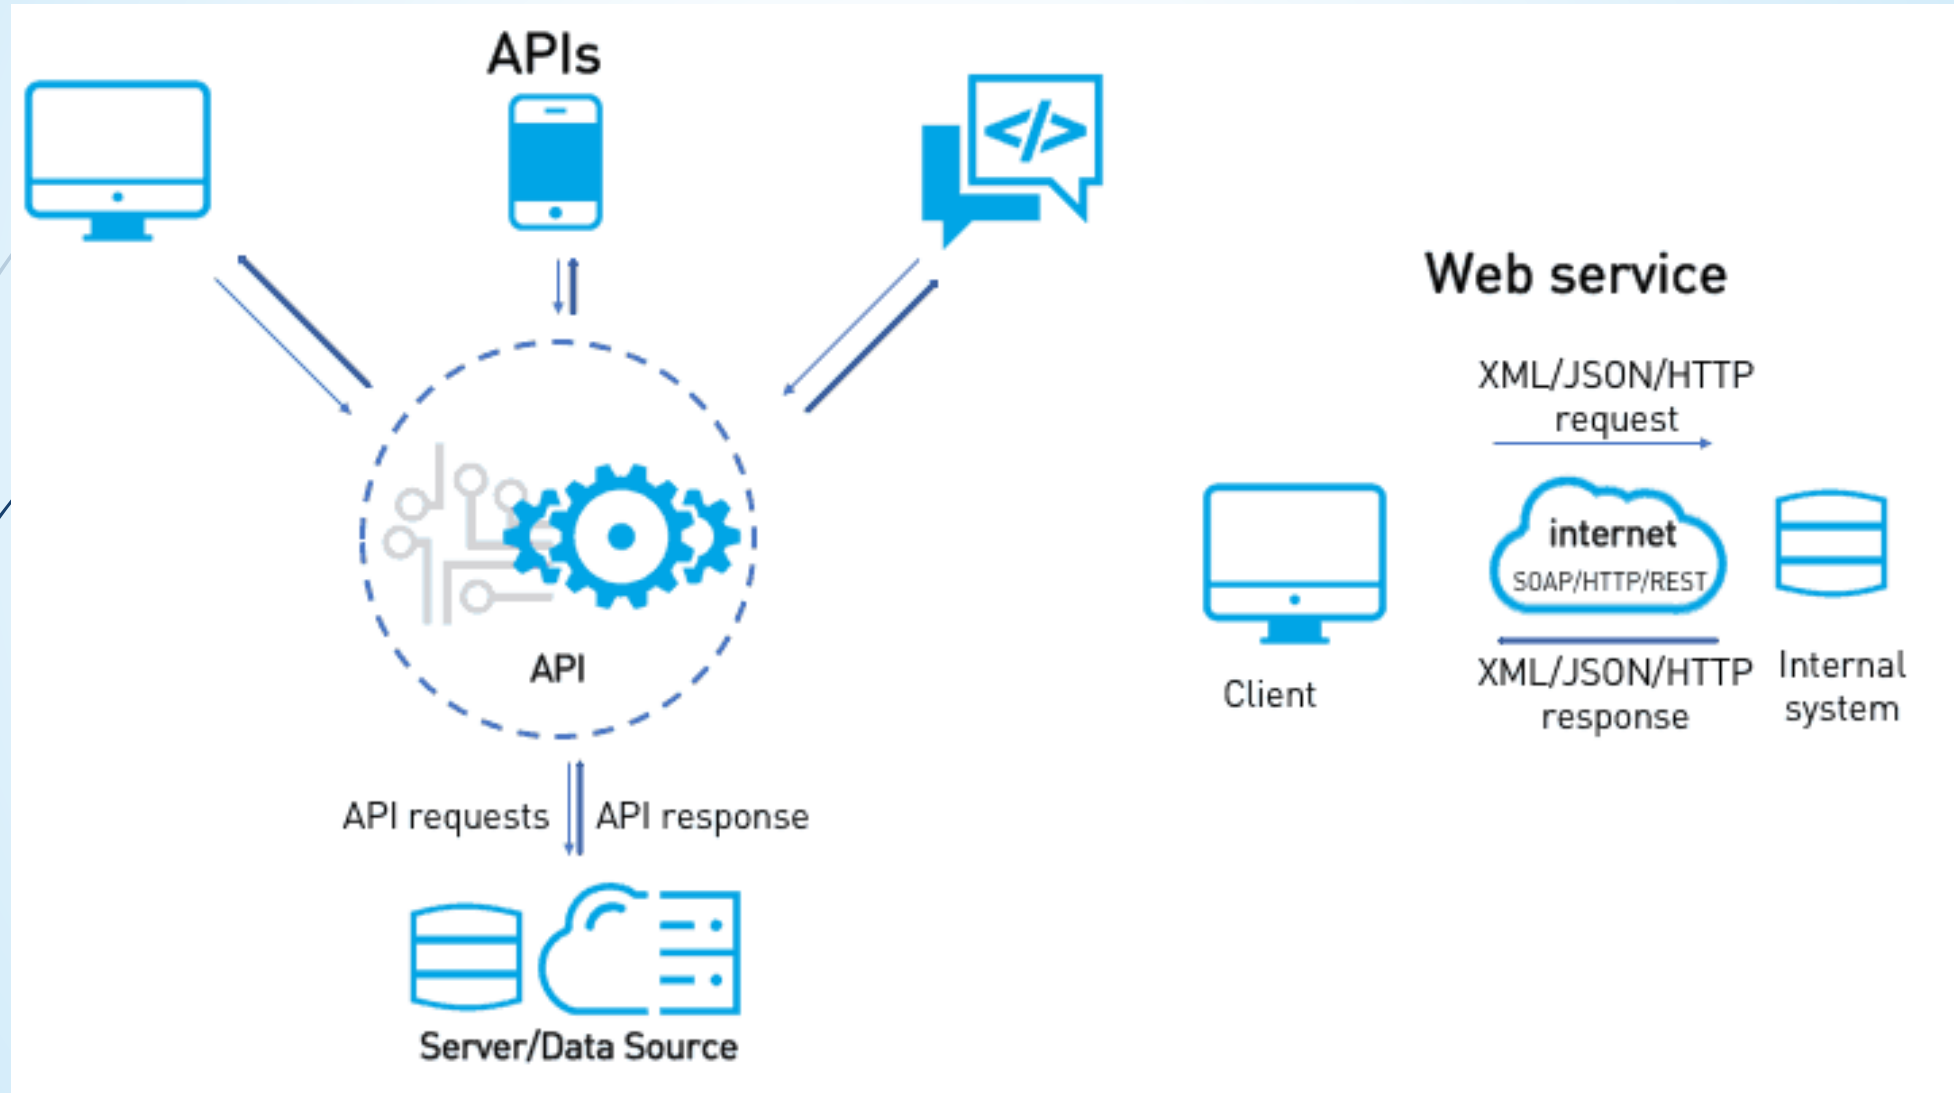 APIs
</>
API
API requests
API response
Server/Data Source
Web service
XML/JSON/HTTP
request
internet
SOAP/HTTP/REST
XML/JSON/HTTP
response
Client
Internal
system